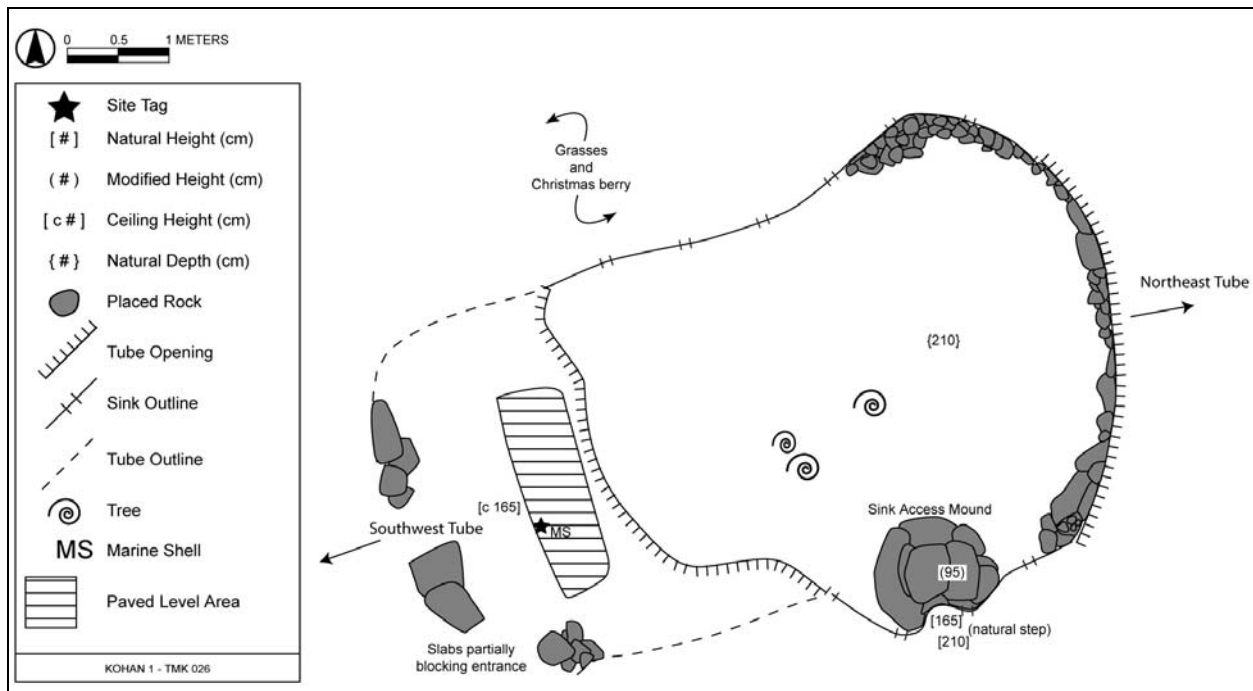 0 0.5 1 METERS
Site Tag
[ # ] Natural Height (cm)
( # ) Modified Height (cm)
[ c # ] Ceiling Height (cm)
{ # } Natural Depth (cm)
Placed Rock
Tube Opening
Sink Outline
Tube Outline
Tree
MS Marine Shell
Paved Level Area
KOHAN 1 - TMK 026
Grasses
and
Christmas berry
Northeast Tube
{210}
[c 165]
MS
Southwest Tube
Slabs partially
blocking entrance
Sink Access Mound
(95)
[165]
(natural step)
[210]